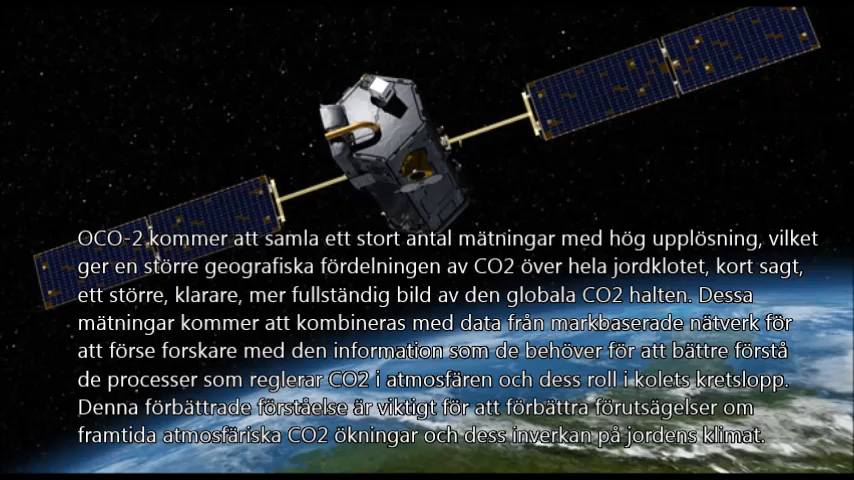 OCO-2 kommer att samla ett stort antal mätningar med hög upplösning, vilket
ger en större geografiska fördelningen av CO2 över hela jordklotet, kort sagt,
ett större, klarare, mer fullständig bild av den globala CO2 halten. Dessa
mätningar kommer att kombineras med data från markbaserade nätverk för
att förse forskare med den information som de behöver för att bättre förstå
de processer som reglerar CO2 i atmosfären och dess roll i kolets kretslopp.
Denna förbättrade förståelse är viktigt för att förbättra förutsägelser om
framtida atmosfäriska CO2 ökningar och dess inverkan på jordens klimat.